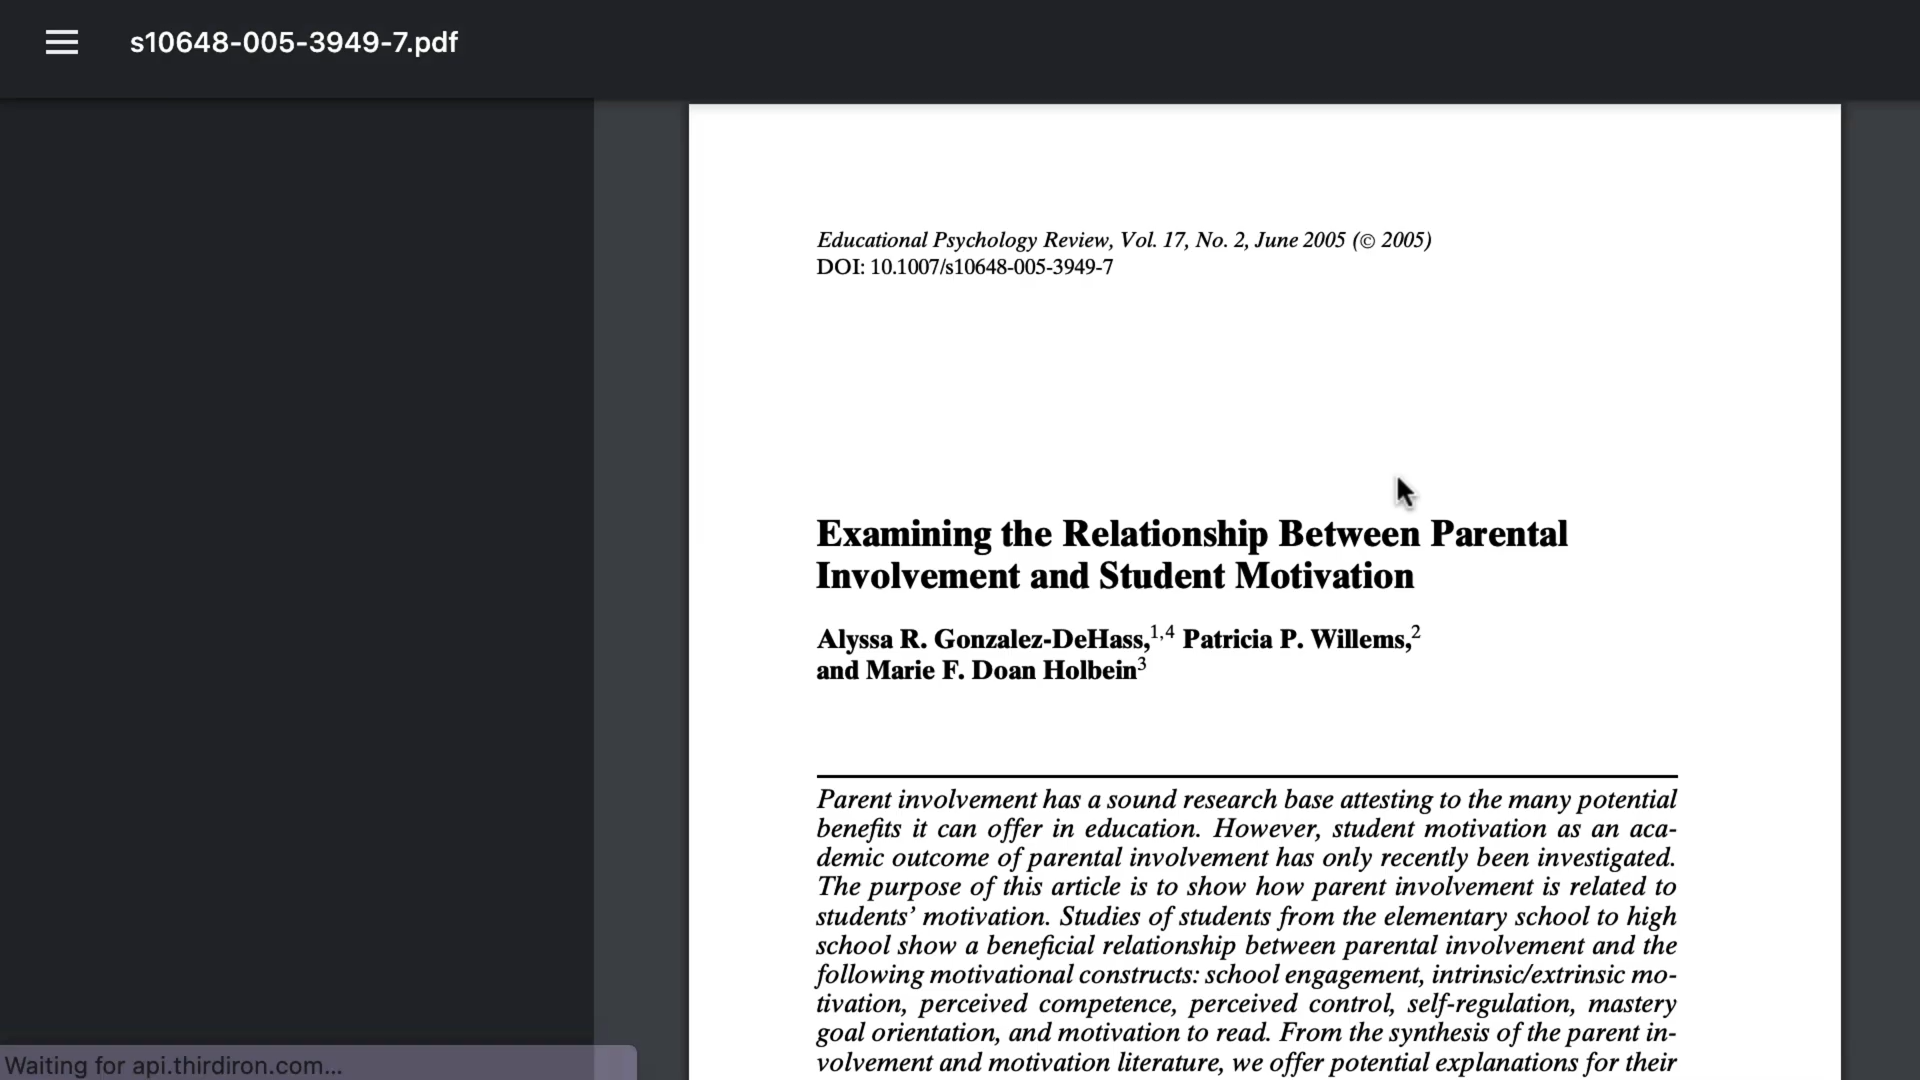 s10648-005-3949-7.pdf
Educational Psychology Review, Vol. 17, No. 2, June 2005 (© 2005)
DOI: 10.1007/s10648-005-3949-7
Examining the Relationship Between Parental
Involvement and Student Motivation
Alyssa R. Gonzalez-DeHass,1,4 Patricia P. Willems,2
and Marie F. Doan Holbein3
Parent involvement has a sound research base attesting to the many potential
benefits it can offer in education. However, student motivation as an aca-
demic outcome of parental involvement has only recently been investigated.
The purpose of this article is to show how parent involvement is related to
students’ motivation. Studies of students from the elementary school to high
school show a beneficial relationship between parental involvement and the
following motivational constructs: school engagement, intrinsic/extrinsic mo-
tivation, perceived competence, perceived control, self-regulation, mastery
goal orientation, and motivation to read. From the synthesis of the parent in-
volvement and motivation literature, we offer potential explanations for their
Waiting for api.thirdiron.com...